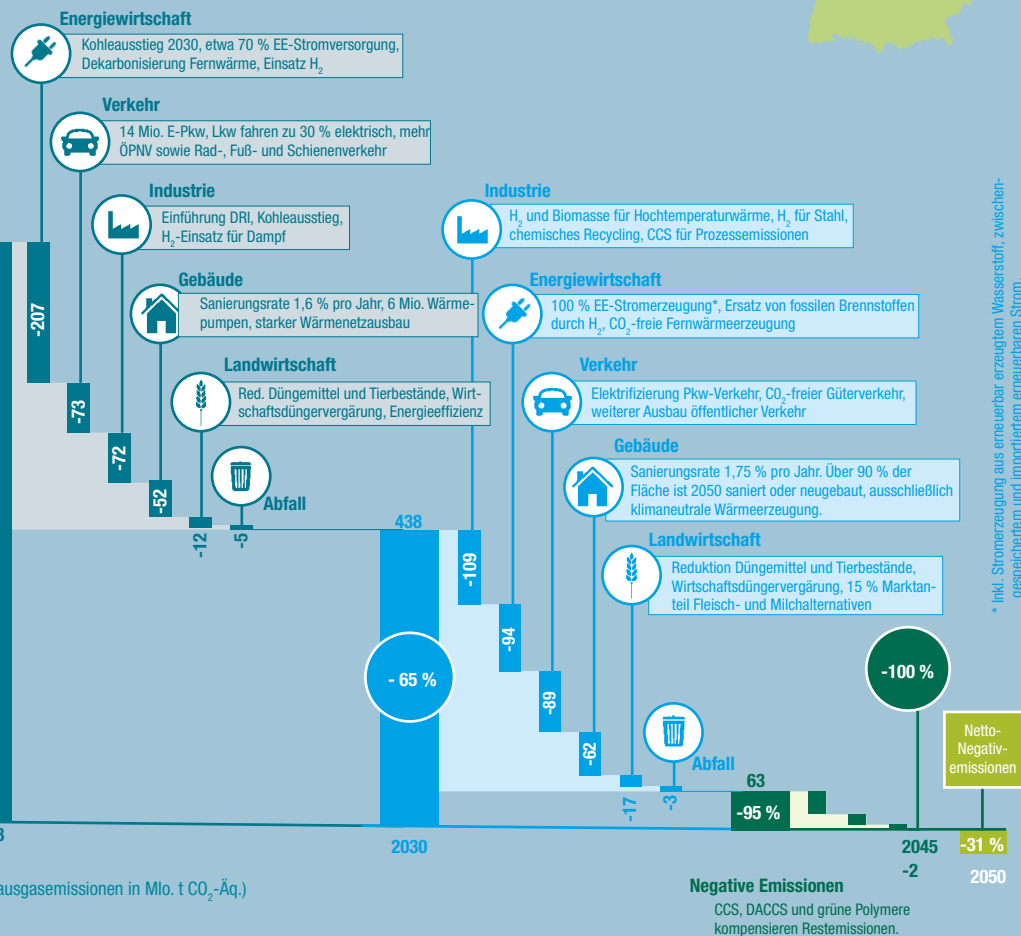 Energiewirtschaft
Kohleausstieg 2030, etwa 70 % EE-Stromversorgung,
Dekarbonisierung Fernwärme, Einsatz H₂
Verkehr
14 Mio. E-Pkw, Lkw fahren zu 30 % elektrisch, mehr
ÖPNV sowie Rad-, Fuß- und Schienenverkehr
Industrie
Einführung DRI, Kohleausstieg,
H₂-Einsatz für Dampf
Gebäude
Sanierungsrate 1,6 % pro Jahr, 6 Mio. Wärme-
pumpen, starker Wärmenetzausbau
Landwirtschaft
Red. Düngemittel und Tierbestände, Wirt-
schaftsdüngervergärung, Energieeffizienz
Abfall
-207
-73
-72
-52
-12
-5
438
- 65 %
2030
Industrie
H₂ und Biomasse für Hochtemperaturwärme, H₂ für Stahl,
chemisches Recycling, CCS für Prozessemissionen
Energiewirtschaft
100 % EE-Stromerzeugung*, Ersatz von fossilen Brennstoffen
durch H₂, CO₂-freie Fernwärmeerzeugung
Verkehr
Elektrifizierung Pkw-Verkehr, CO₂-freier Güterverkehr,
weiterer Ausbau öffentlicher Verkehr
Gebäude
Sanierungsrate 1,75 % pro Jahr. Über 90 % der
Fläche ist 2050 saniert oder neugebaut, ausschließlich
klimaneutrale Wärmeerzeugung.
Landwirtschaft
Reduktion Düngemittel und Tierbestände,
Wirtschaftsdüngervergärung, 15 % Marktan-
teil Fleisch- und Milchalternativen
Abfall
-109
-94
-89
-62
-17
-3
63
-95 %
-100 %
2045
-2
Netto-
Negativ-
emissionen
-31 %
2050
Negative Emissionen
CCS, DACCS und grüne Polymere
kompensieren Restemissionen.
ausgasemissionen in Mio. t CO₂-Äq.)
* Inkl. Stromerzeugung aus erneuerbar erzeugtem Wasserstoff, zwischen-
gespeichertem und importiertem erneuerbaren Strom.